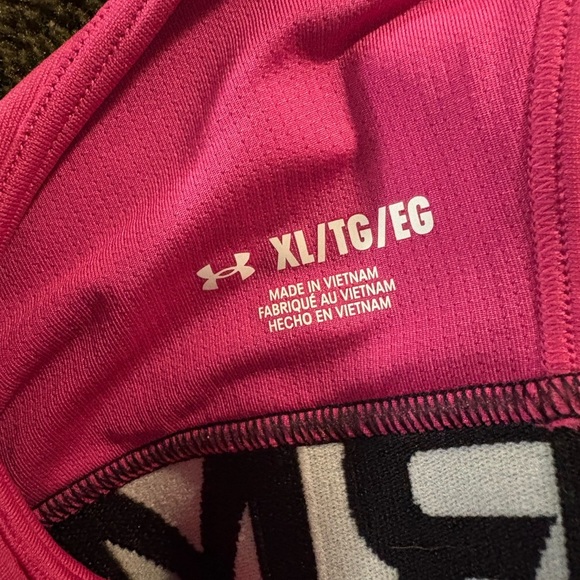 XL/TG/EG
MADE IN VIETNAM
FABRIQUÉ AU VIETNAM
HECHO EN VIETNAM